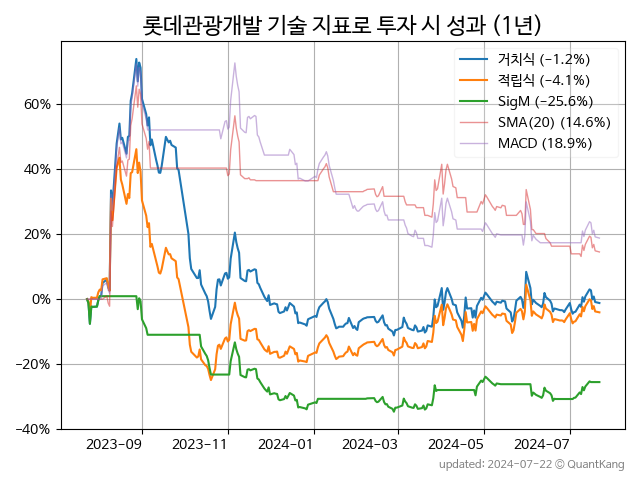 롯데관광개발 기술 지표로 투자 시 성과 (1년)
거치식 (-1.2%)
적립식 (-4.1%)
SigM (-25.6%)
SMA(20) (14.6%)
MACD (18.9%)
60%
40%
20%
0%
-20%
-40%
2023-09
2023-11
2024-01
2024-03
2024-05
2024-07
updated: 2024-07-22 © QuantKang